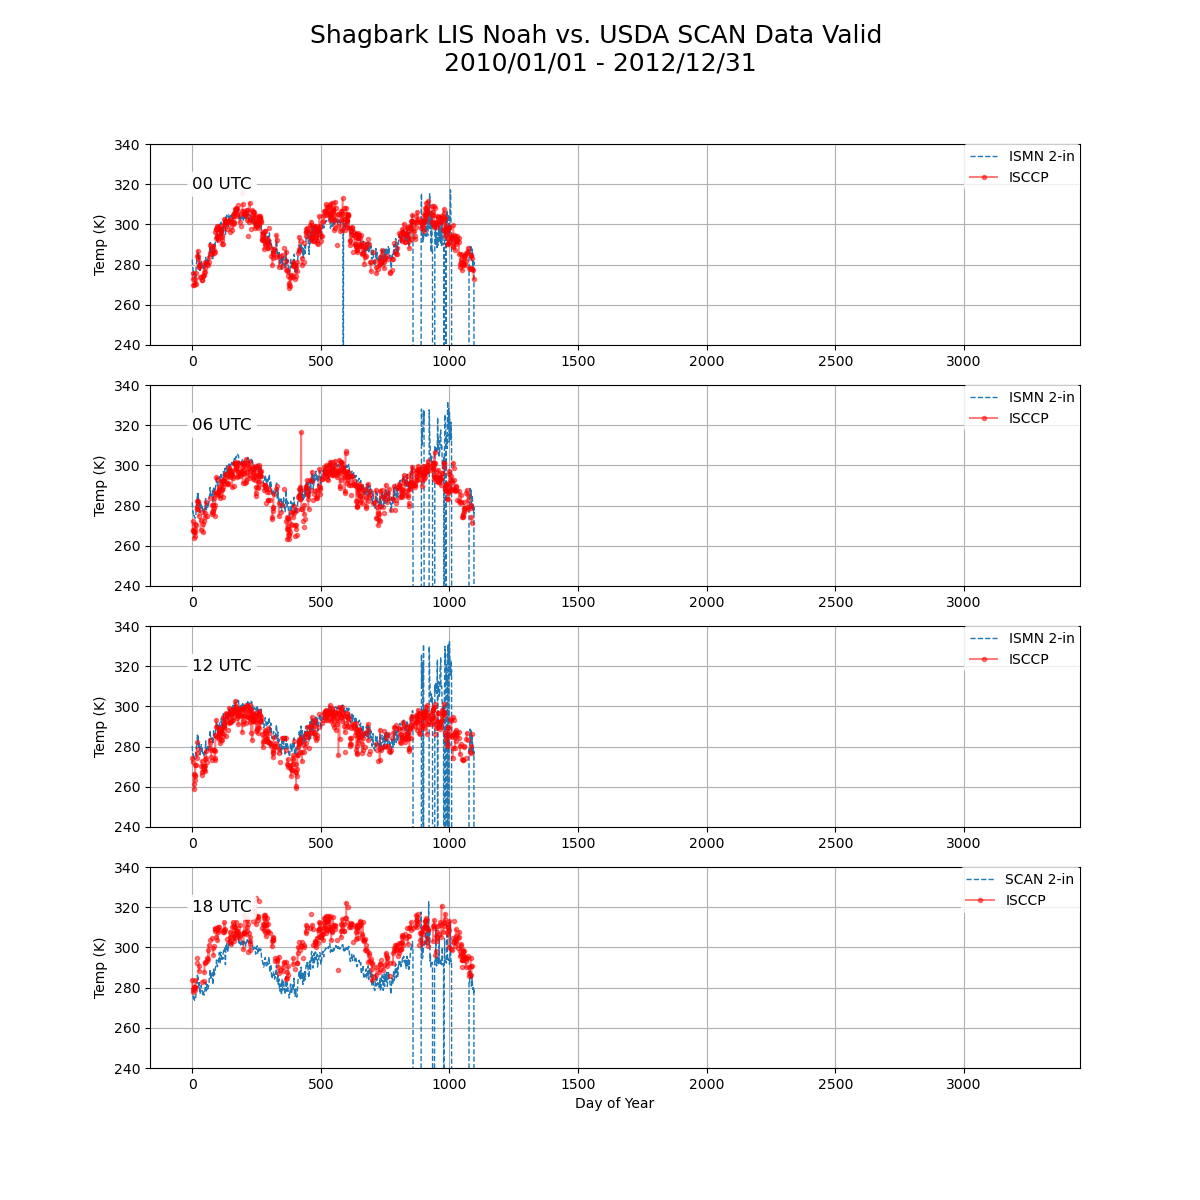 Shagbark LIS Noah vs. USDA SCAN Data Valid
2010/01/01 - 2012/12/31
340
320
300
280
260
240
Temp (K)
00 UTC
ISMN 2-in
ISCCP
0 500 1000 1500 2000 2500 3000
340
320
300
280
260
240
Temp (K)
06 UTC
ISMN 2-in
ISCCP
0 500 1000 1500 2000 2500 3000
340
320
300
280
260
240
Temp (K)
12 UTC
ISMN 2-in
ISCCP
0 500 1000 1500 2000 2500 3000
340
320
300
280
260
240
Temp (K)
18 UTC
SCAN 2-in
ISCCP
0 500 1000 1500 2000 2500 3000
Day of Year